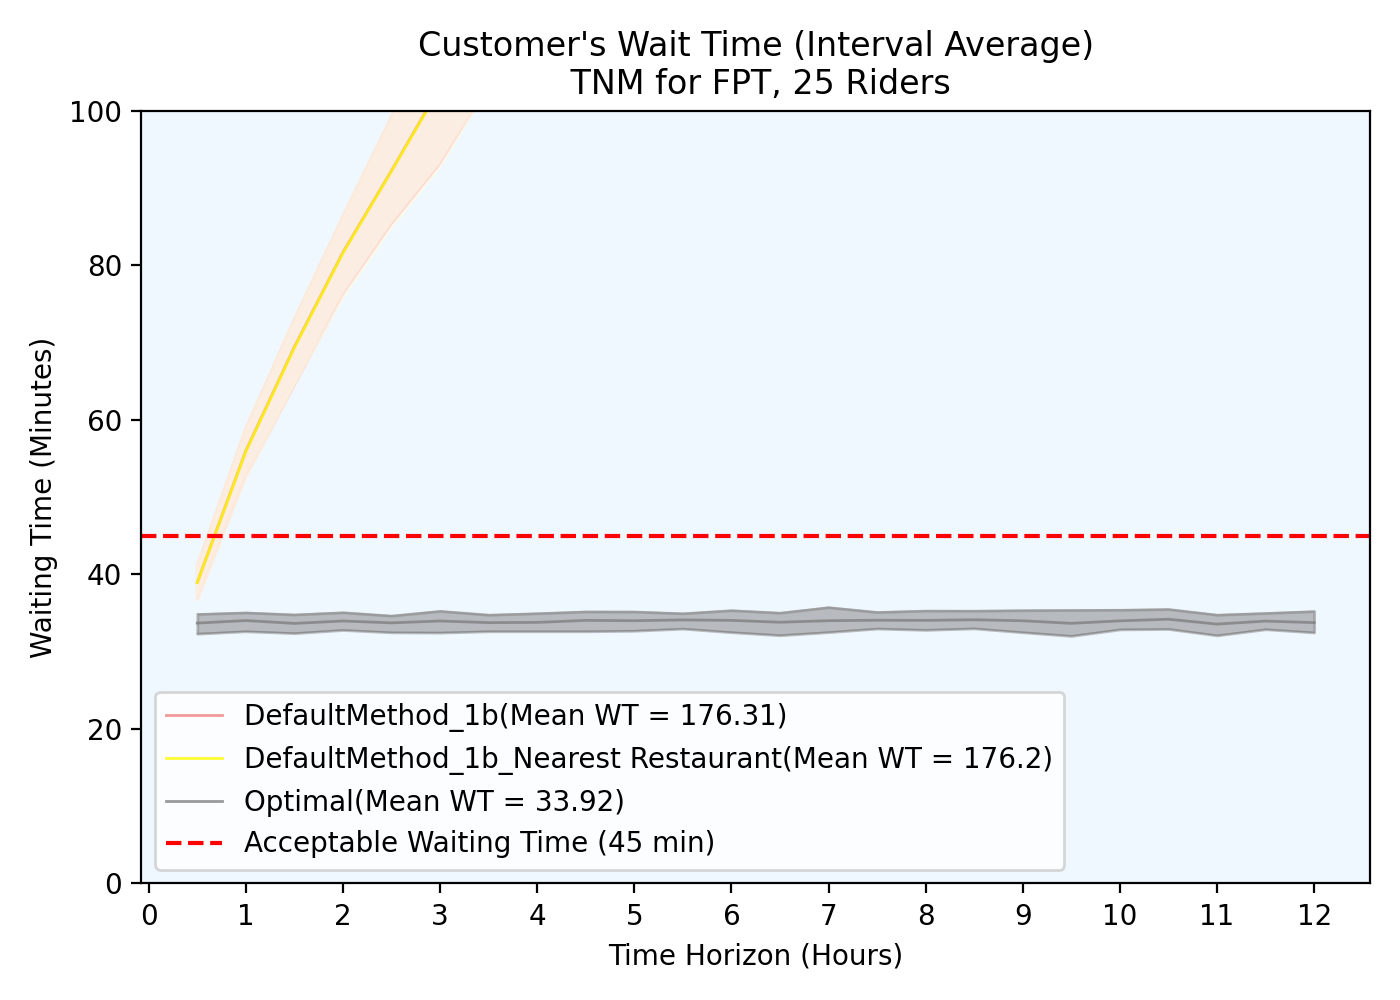 Customer's Wait Time (Interval Average)
TNM for FPT, 25 Riders
100
80
60
40
20
0
Waiting Time (Minutes)
DefaultMethod_1b(Mean WT = 176.31)
DefaultMethod_1b_Nearest Restaurant(Mean WT = 176.2)
Optimal(Mean WT = 33.92)
Acceptable Waiting Time (45 min)
0 1 2 3 4 5 6 7 8 9 10 11 12
Time Horizon (Hours)